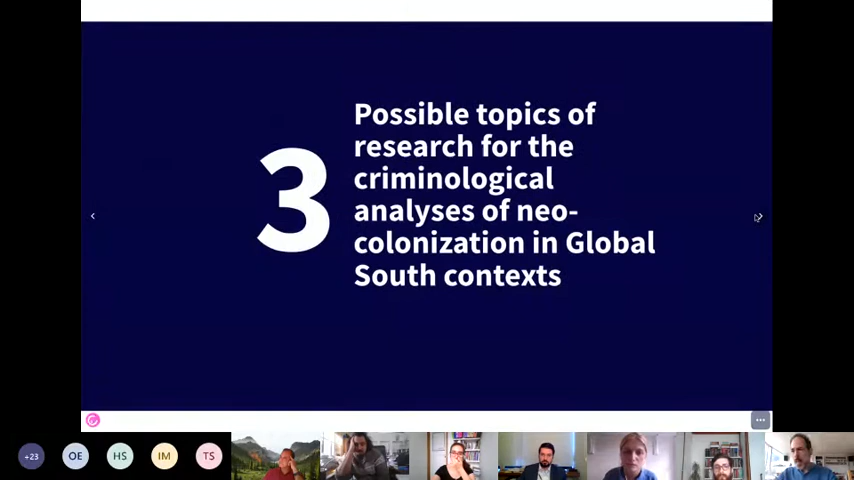 3
Possible topics of
research for the
criminological
analyses of neo-
colonization in Global
South contexts
+23
OE
HS
IM
TS